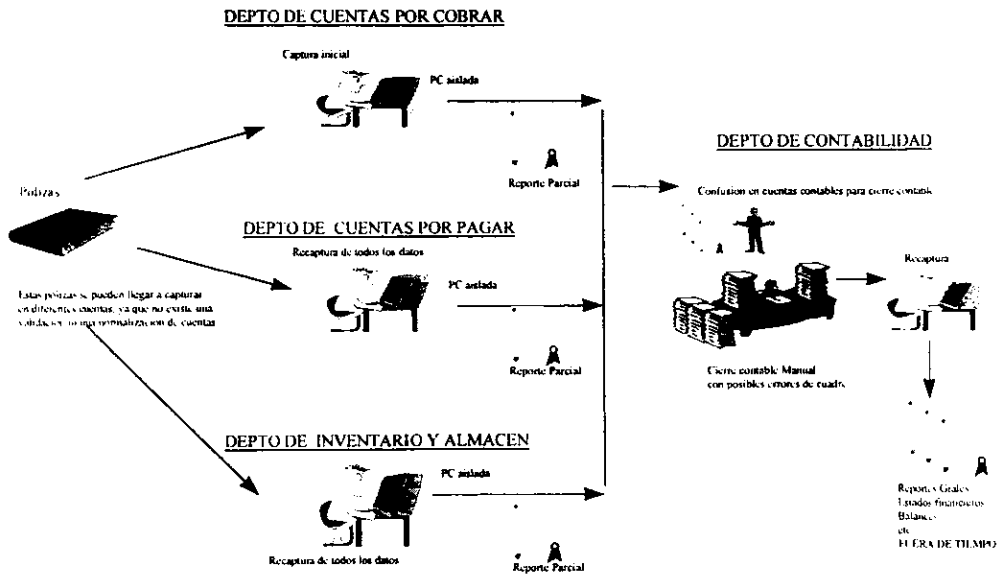 DEPTO DE CUENTAS POR COBRAR
Captura inicial
PC aislada
Reporte Parcial
Polizas
Estas polizas se pueden llegar a capturar
en diferentes cuentas, ya que no existe una
validacion ni una normalizacion de cuentas
DEPTO DE CUENTAS POR PAGAR
Recaptura de todos los datos
PC aislada
Reporte Parcial
DEPTO DE INVENTARIO Y ALMACEN
PC aislada
Recaptura de todos los datos
Reporte Parcial
DEPTO DE CONTABILIDAD
Confusion en cuentas contables para cierre contable
Recaptura
Cierre contable Manual
con posibles errores de cuadre
Reportes Grales
Estados financieros
Balances
etc
FUERA DE TIEMPO